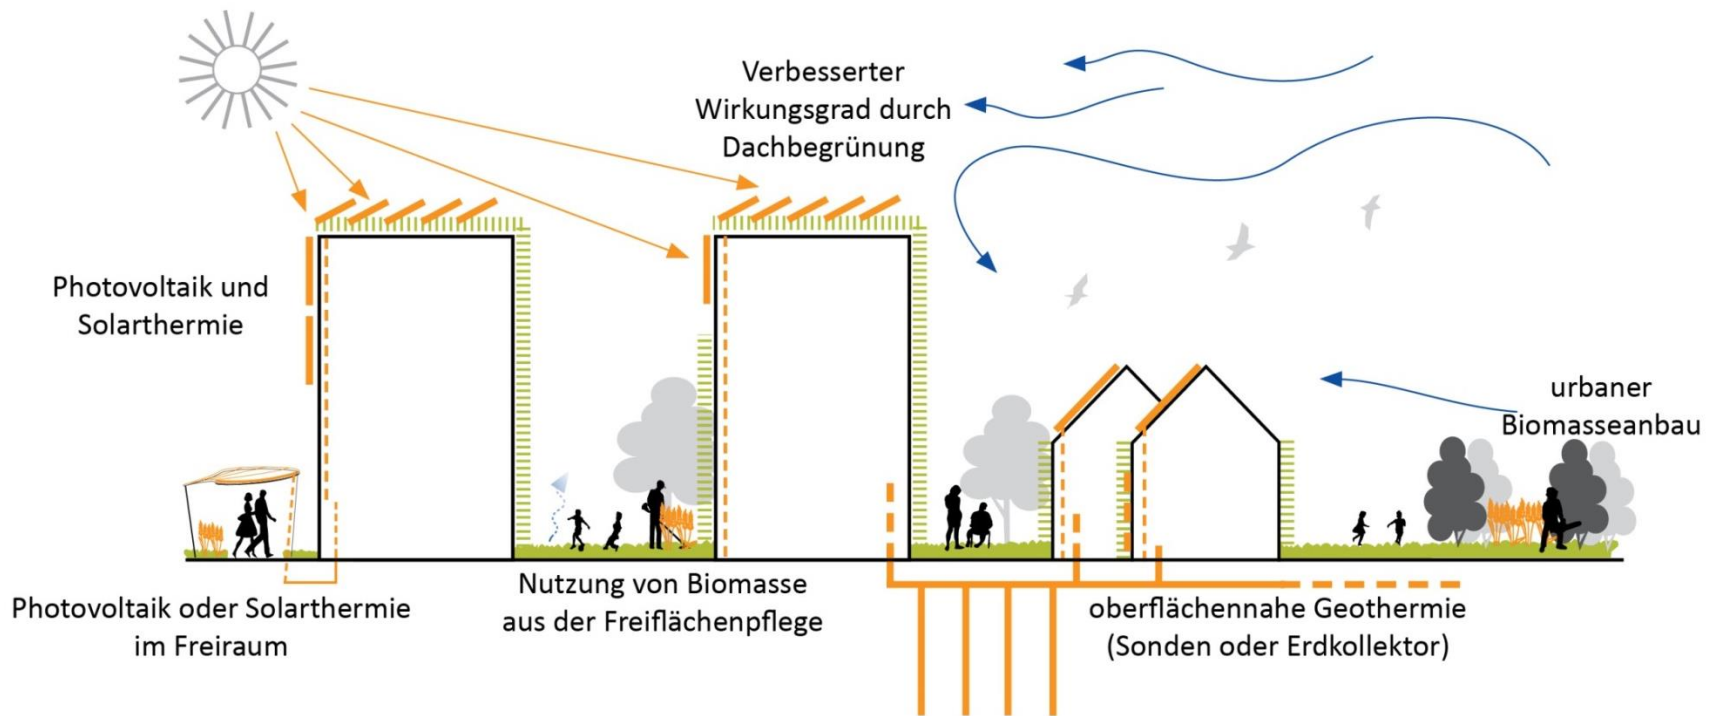 Verbesserter
Wirkungsgrad durch
Dachbegrünung
Photovoltaik und
Solarthermie
urbaner
Biomasseanbau
Photovoltaik oder Solarthermie
im Freiraum
Nutzung von Biomasse
aus der Freiflächenpflege
oberflächennahe Geothermie
(Sonden oder Erdkollektor)